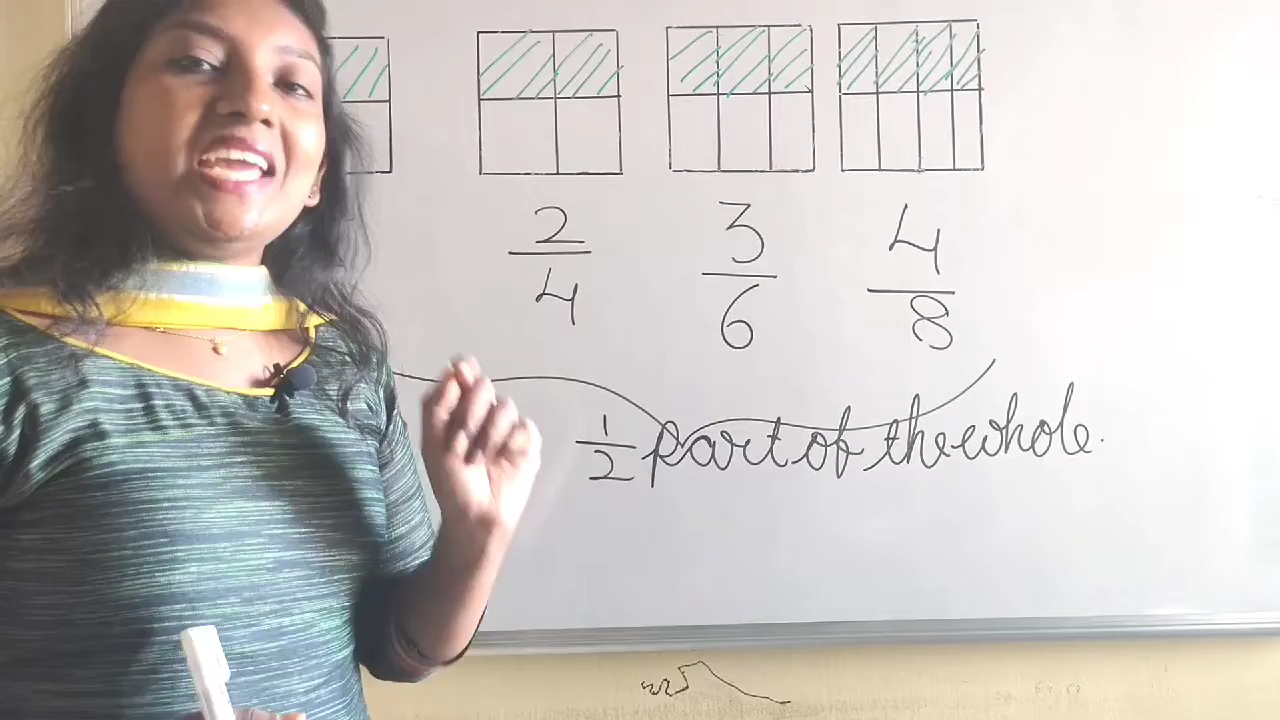 2/4 3/6 4/8
1/2 part of the whole.